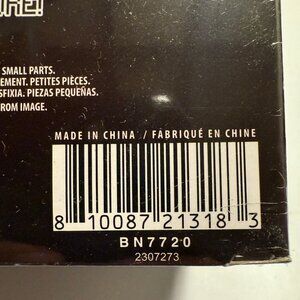 SMALL PARTS.
EMENT. PETITES PIÈCES.
SFIXIA. PIEZAS PEQUEÑAS.
FROM IMAGE.
MADE IN CHINA / FABRIQUÉ EN CHINE
8 10087 21318 3
BN7720
2307273